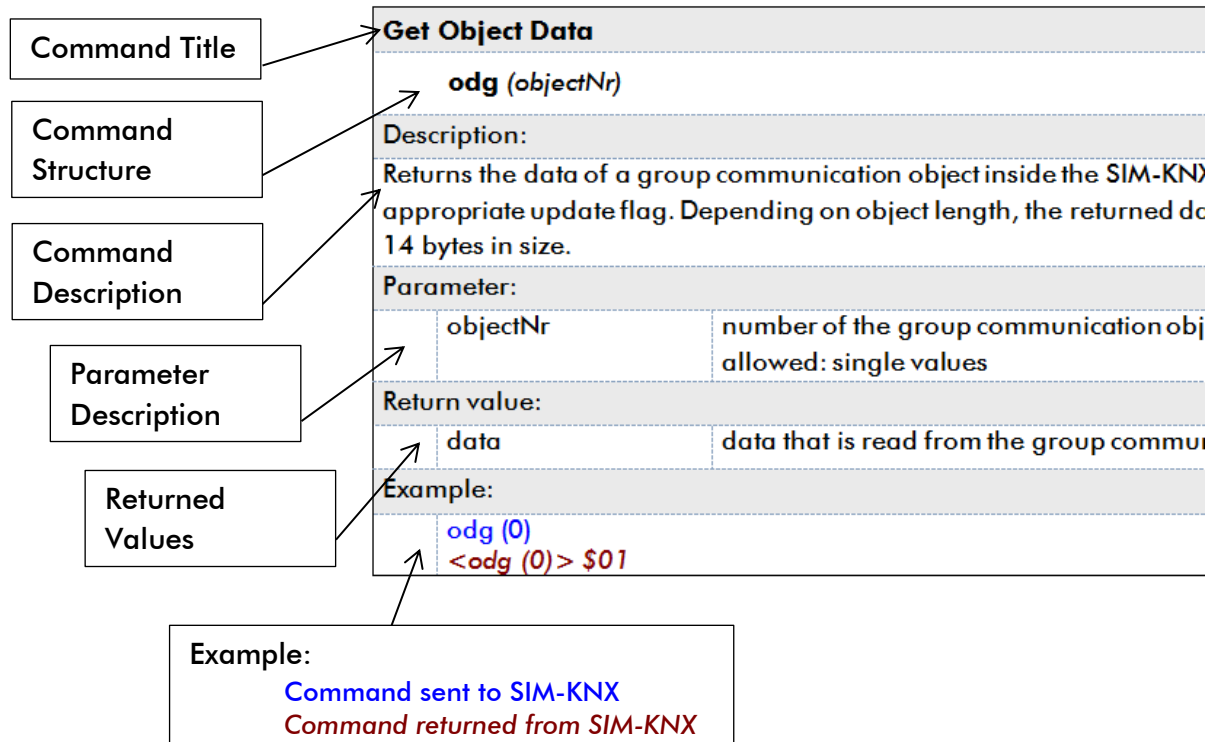 Command Title
Command
Structure
Command
Description
Parameter
Description
Returned
Values
Get Object Data
odg (objectNr)
Description:
Returns the data of a group communication object inside the SIM-KNX
appropriate update flag. Depending on object length, the returned
14 bytes in size.
Parameter:
objectNr number of the group communication
allowed: single values
Return value:
data data that is read from the group
Example:
odg (0)
<odg (0)> $01
Example:
Command sent to SIM-KNX
Command returned from SIM-KNX